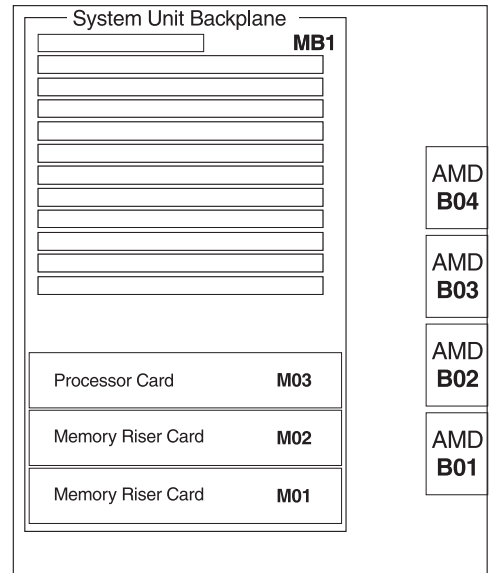 System Unit Backplane
MB1
AMD
B04
AMD
B03
AMD
B02
AMD
B01
Processor Card M03
Memory Riser Card M02
Memory Riser Card M01